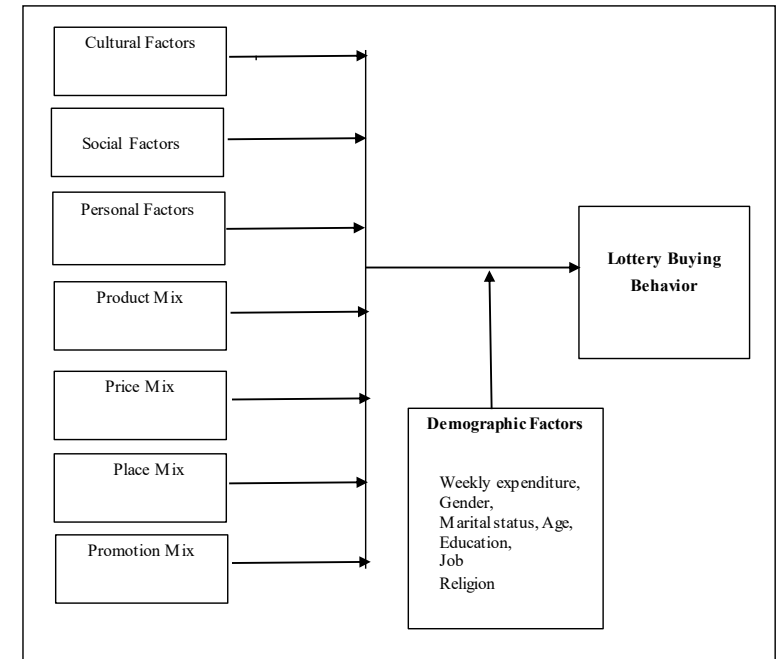 Cultural Factors
Social Factors
Personal Factors
Product Mix
Price Mix
Place Mix
Promotion Mix
Lottery Buying
Behavior
Demographic Factors
Weekly expenditure,
Gender,
Marital status, Age,
Education,
Job
Religion